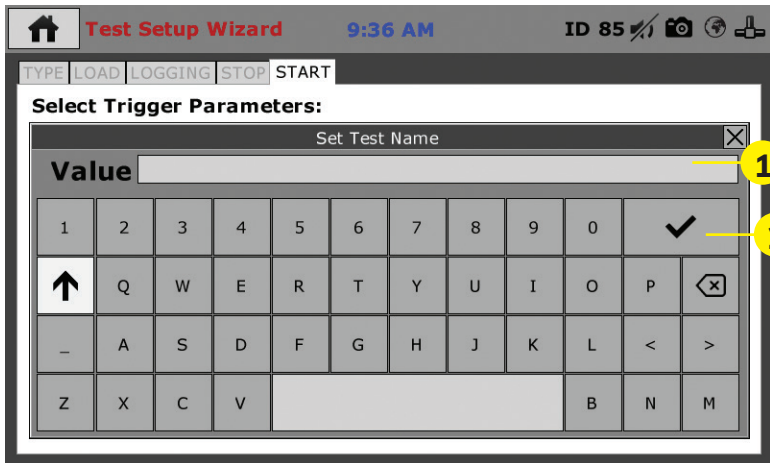 Test Setup Wizard 9:36 AM ID 85
TYPE LOAD LOGGING STOP START
Select Trigger Parameters:
Set Test Name
Value 1
1 2 3 4 5 6 7 8 9 0
Q W E R T Y U I O P
_ A S D F G H J K L < >
Z X C V B N M